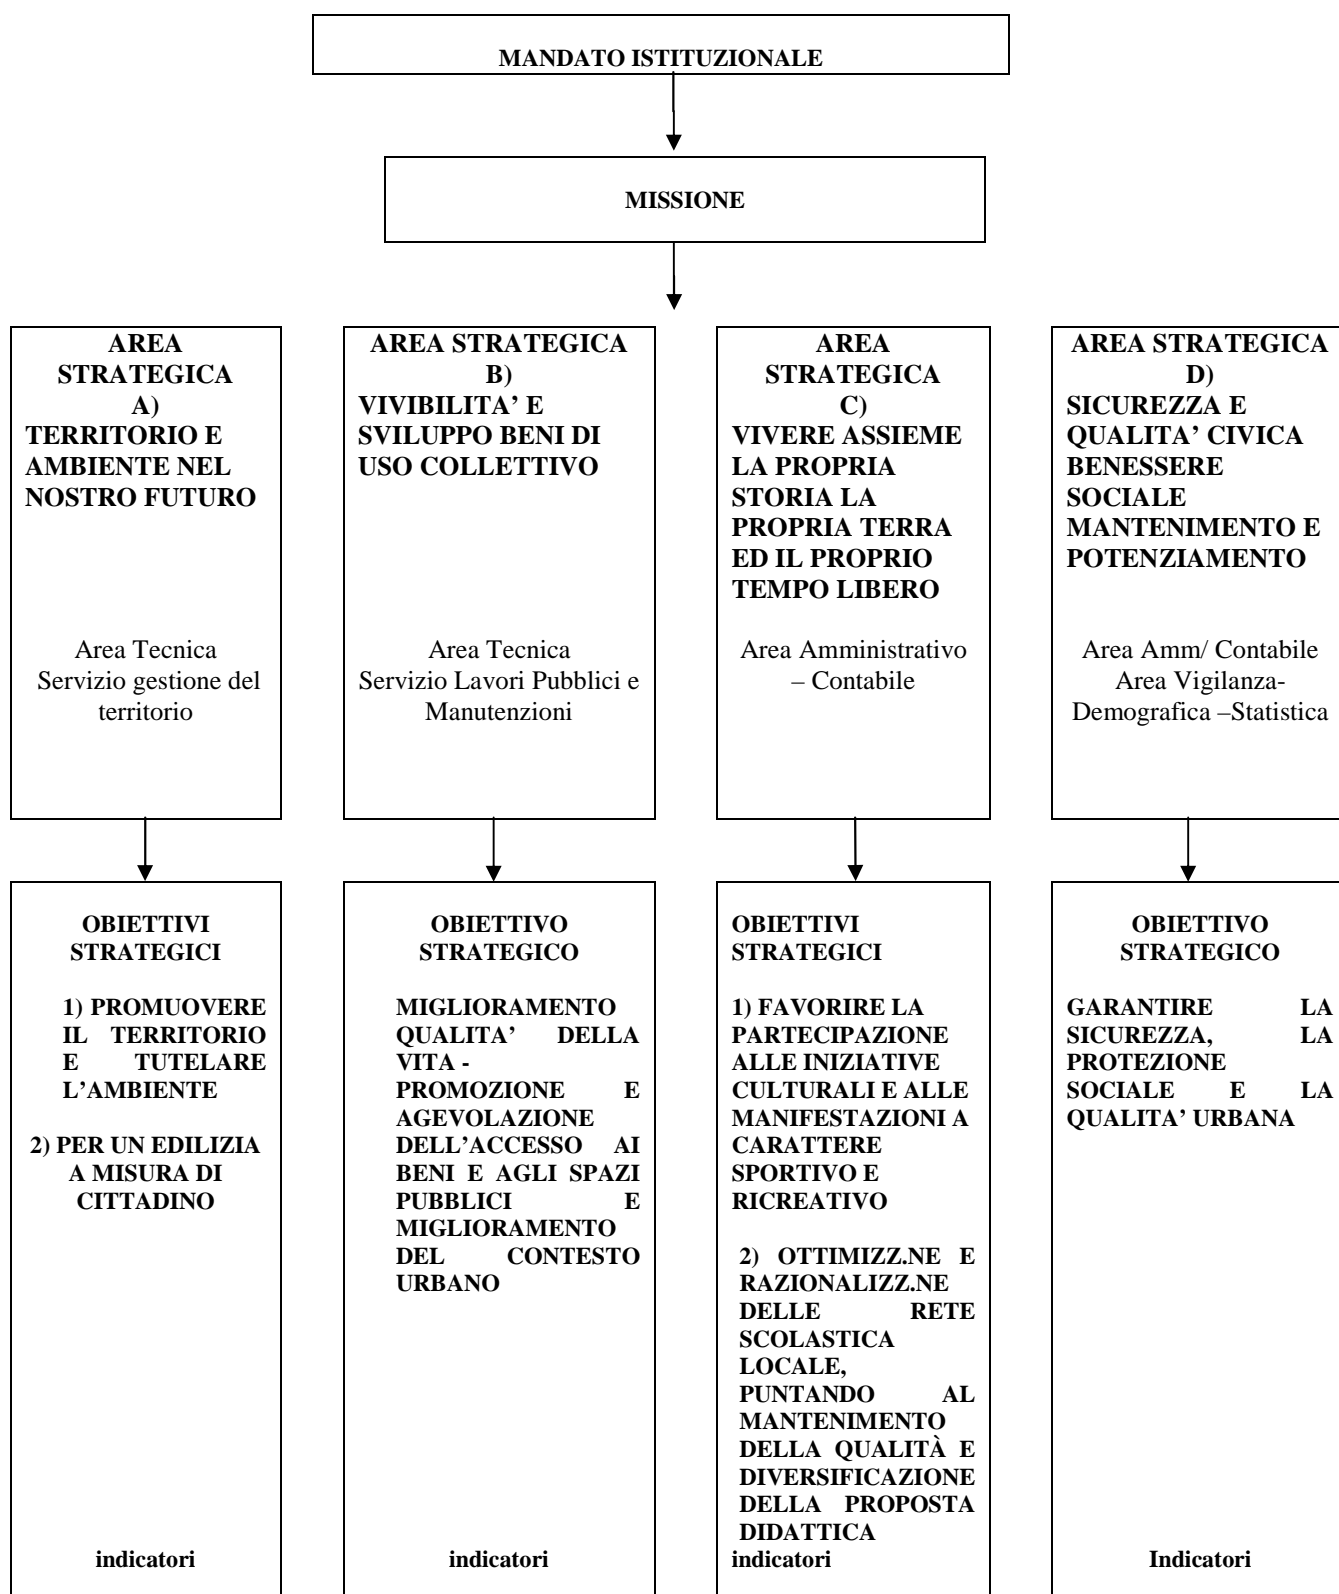 MANDATO ISTITUZIONALE
MISSIONE
AREA
STRATEGICA
A)
TERRITORIO E
AMBIENTE NEL
NOSTRO FUTURO
Area Tecnica
Servizio gestione del
territorio
AREA STRATEGICA
B)
VIVIBILITA’ E
SVILUPPO BENI DI
USO COLLETTIVO
Area Tecnica
Servizio Lavori Pubblici e
Manutenzioni
AREA
STRATEGICA
C)
VIVERE ASSIEME
LA PROPRIA
STORIA LA
PROPRIA TERRA
ED IL PROPRIO
TEMPO LIBERO
Area Amministrativo
– Contabile
AREA STRATEGICA
D)
SICUREZZA E
QUALITA’ CIVICA
BENESSERE
SOCIALE
MANTENIMENTO E
POTENZIAMENTO
Area Amm/ Contabile
Area Vigilanza-
Demografica –Statistica
OBIETTIVI
STRATEGICI
1) PROMUOVERE
IL TERRITORIO
E TUTELARE
L’AMBIENTE
2) PER UN EDILIZIA
A MISURA DI
CITTADINO
indicatori
OBIETTIVO
STRATEGICO
MIGLIORAMENTO
QUALITA’ DELLA
VITA -
PROMOZIONE E
AGEVOLAZIONE
DELL’ACCESSO AI
BENI E AGLI SPAZI
PUBBLICI E
MIGLIORAMENTO
DEL CONTESTO
URBANO
indicatori
OBIETTIVI
STRATEGICI
1) FAVORIRE LA
PARTECIPAZIONE
ALLE INIZIATIVE
CULTURALI E ALLE
MANIFESTAZIONI A
CARATTERE
SPORTIVO E
RICREATIVO
2) OTTIMIZZ.NE E
RAZIONALIZZ.NE
DELLE RETE
SCOLASTICA
LOCALE,
PUNTANDO AL
MANTENIMENTO
DELLA QUALITÀ E
DIVERSIFICAZIONE
DELLA PROPOSTA
DIDATTICA
indicatori
OBIETTIVO
STRATEGICO
GARANTIRE LA
SICUREZZA, LA
PROTEZIONE
SOCIALE E LA
QUALITA’ URBANA
Indicatori